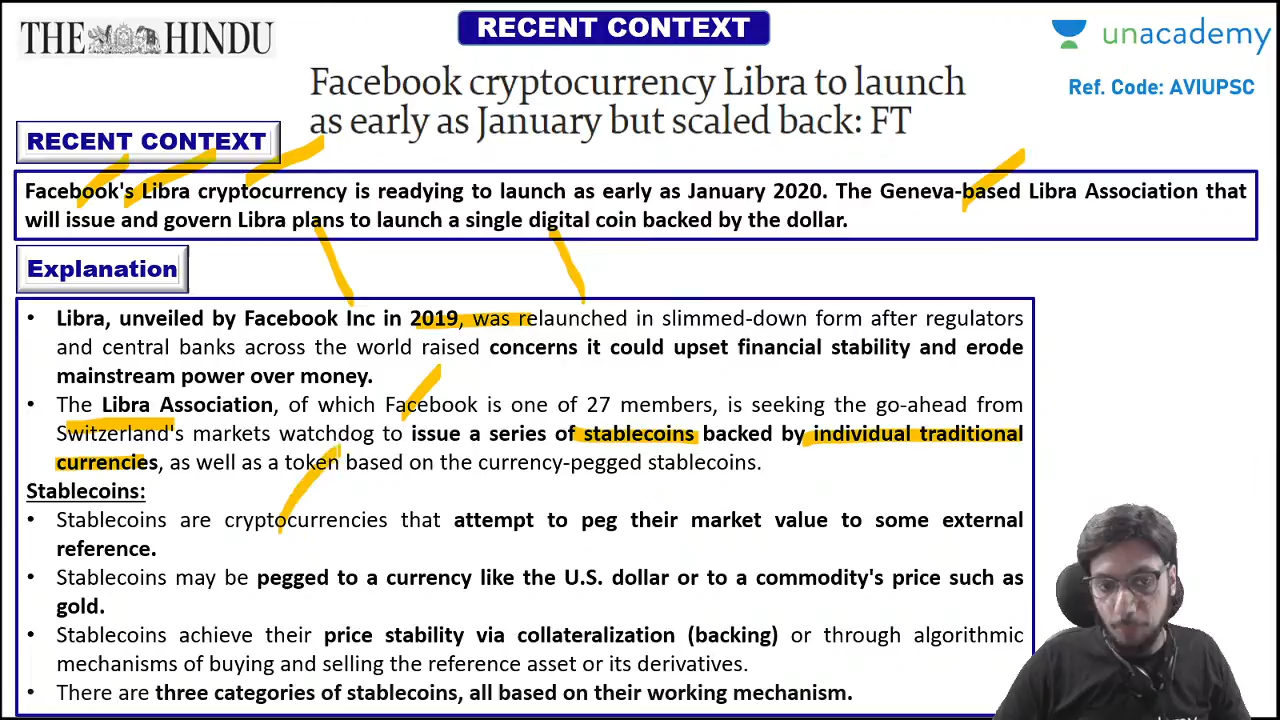 THE HINDU
RECENT CONTEXT
unacademy
Ref. Code: AVIUPSC
Facebook cryptocurrency Libra to launch
as early as January but scaled back: FT
RECENT CONTEXT
Facebook's Libra cryptocurrency is readying to launch as early as January 2020. The Geneva-based Libra Association that
will issue and govern Libra plans to launch a single digital coin backed by the dollar.
Explanation
• Libra, unveiled by Facebook Inc in 2019, was relaunched in slimmed-down form after regulators
and central banks across the world raised concerns it could upset financial stability and erode
mainstream power over money.
• The Libra Association, of which Facebook is one of 27 members, is seeking the go-ahead from
Switzerland's markets watchdog to issue a series of stablecoins backed by individual traditional
currencies, as well as a token based on the currency-pegged stablecoins.
Stablecoins:
• Stablecoins are cryptocurrencies that attempt to peg their market value to some external
reference.
• Stablecoins may be pegged to a currency like the U.S. dollar or to a commodity's price such as
gold.
• Stablecoins achieve their price stability via collateralization (backing) or through algorithmic
mechanisms of buying and selling the reference asset or its derivatives.
• There are three categories of stablecoins, all based on their working mechanism.